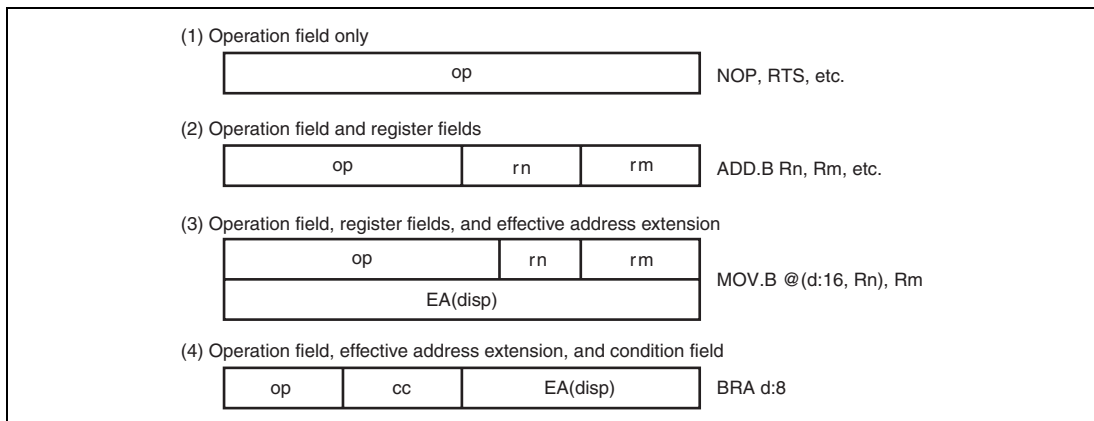 (1) Operation field only
op
NOP, RTS, etc.
(2) Operation field and register fields
op rn rm
ADD.B Rn, Rm, etc.
(3) Operation field, register fields, and effective address extension
op rn rm
MOV.B @(d:16, Rn), Rm
EA(disp)
(4) Operation field, effective address extension, and condition field
op cc EA(disp)
BRA d:8